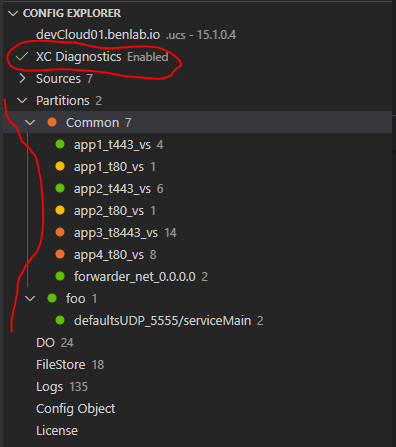 CONFIG EXPLORER
devCloud01.benlab.io .ucs - 15.1.0.4
XC Diagnostics Enabled
Sources 7
Partitions 2
Common 7
app1_t443_vs 4
app1_t80_vs 1
app2_t443_vs 6
app2_t80_vs 1
app3_t8443_vs 14
app4_t80_vs 8
forwarder_net_0.0.0.0 2
foo 1
defaultsUDP_5555/serviceMain 2
DO 24
FileStore 18
Logs 135
Config Object
License